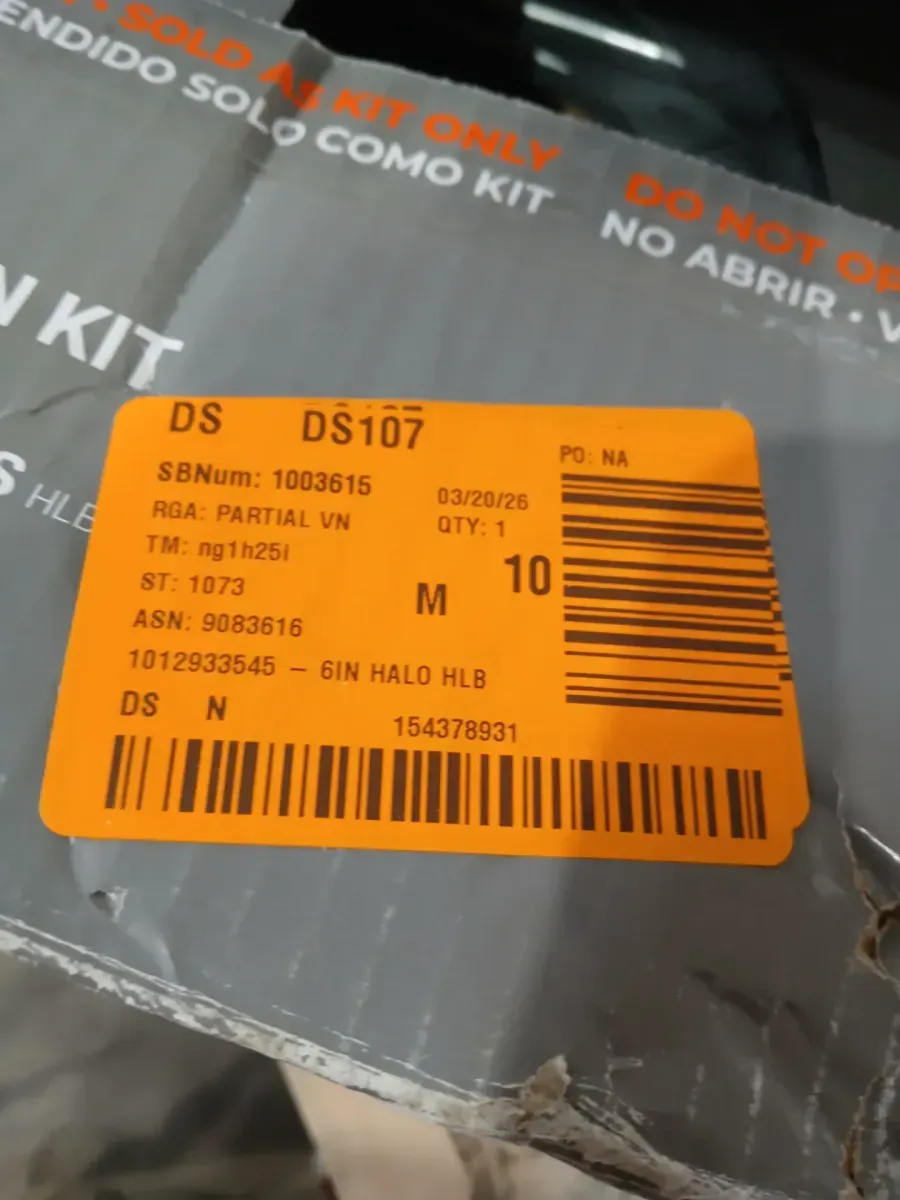 SOLD AS KIT ONLY
ENDIDO SOLO COMO KIT
DO NOT OP
NO ABRIR • V
N KIT
S HLB
DS DS107
PO: NA
SBNum: 1003615
03/20/26
RGA: PARTIAL VN
QTY: 1
TM: ng1h25i
ST: 1073
M 10
ASN: 9083616
1012933545 – 6IN HALO HLB
DS N
154378931